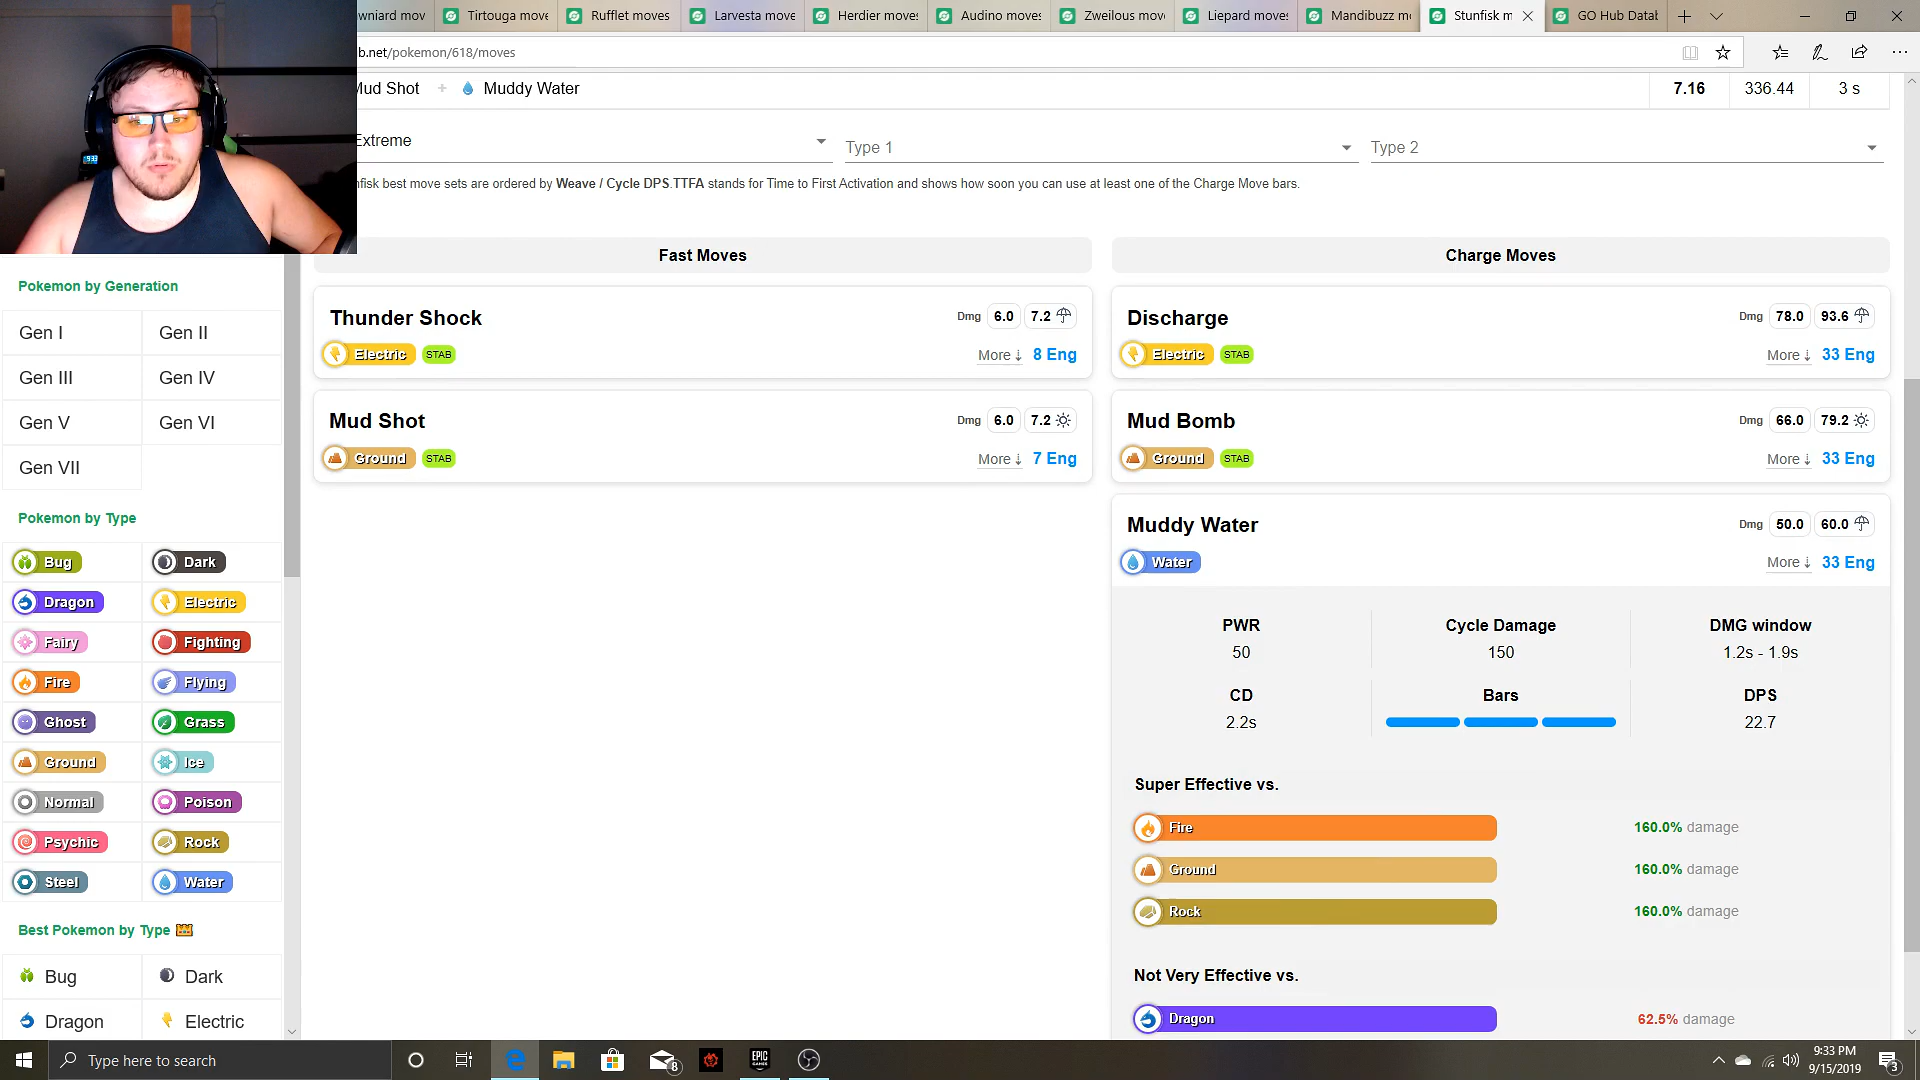 wniard mov
Tirtouga move
Rufflet moves
Larvesta move
Herdier moves
Audino moves
Zweilous mov
Liepard moves
Mandibuzz m
Stunfisk m
GO Hub Datab
b.net/pokemon/618/moves
Mud Shot + Muddy Water 7.16 336.44 3 s
Extreme Type 1 Type 2
nfisk best move sets are ordered by Weave / Cycle DPS.TTFA stands for Time to First Activation and shows how soon you can use at least one of the Charge Move bars.
Pokemon by Generation
Gen I Gen II
Gen III Gen IV
Gen V Gen VI
Gen VII
Pokemon by Type
Bug Dark
Dragon Electric
Fairy Fighting
Fire Flying
Ghost Grass
Ground Ice
Normal Poison
Psychic Rock
Steel Water
Best Pokemon by Type
Bug Dark
Dragon Electric
Fast Moves
Thunder Shock Dmg 6.0 7.2
Electric STAB More ↓ 8 Eng
Mud Shot Dmg 6.0 7.2
Ground STAB More ↓ 7 Eng
Charge Moves
Discharge Dmg 78.0 93.6
Electric STAB More ↓ 33 Eng
Mud Bomb Dmg 66.0 79.2
Ground STAB More ↓ 33 Eng
Muddy Water Dmg 50.0 60.0
Water More ↓ 33 Eng
PWR Cycle Damage DMG window
50 150 1.2s - 1.9s
CD Bars DPS
2.2s 22.7
Super Effective vs.
Fire 160.0% damage
Ground 160.0% damage
Rock 160.0% damage
Not Very Effective vs.
Dragon 62.5% damage
Type here to search
8
EPIC
GAMES
9:33 PM
9/15/2019
3